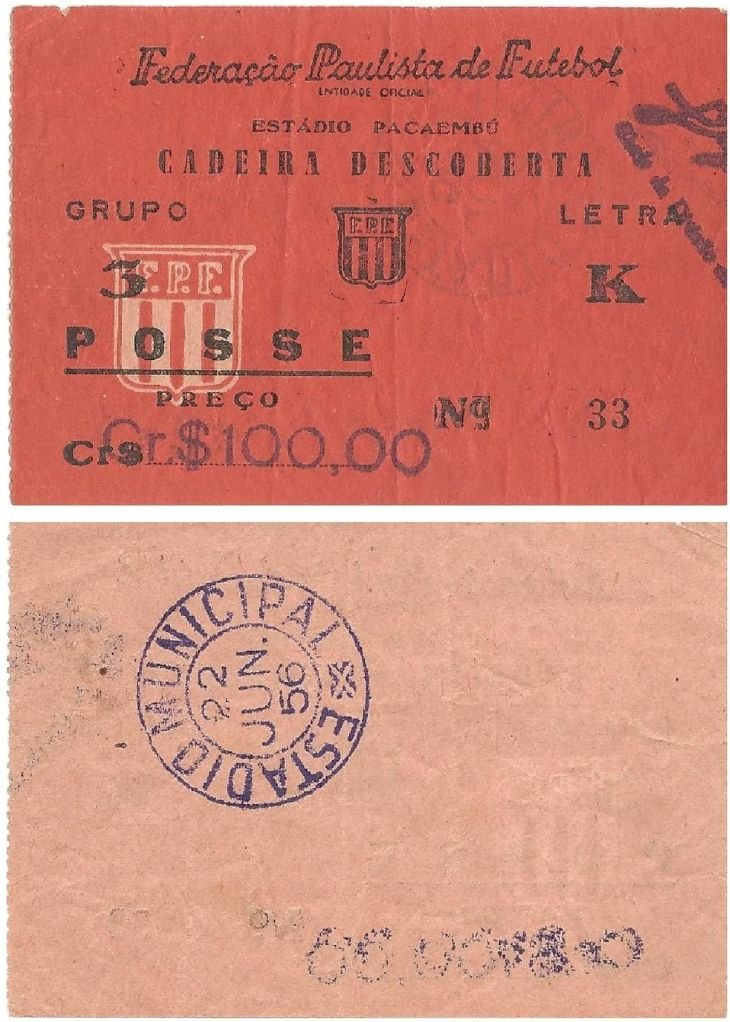 Federação Paulista de Futebol
ENTIDADE OFICIAL
ESTÁDIO PACAEMBÚ
CADEIRA DESCOBERTA
GRUPO
LETRA
F.P.F.
F.P.F.
3
K
POSSE
PREÇO
Nº 33
Cr$ Cr.$100,00
ESTADIO MUNICIPAL
22
JUN.
56